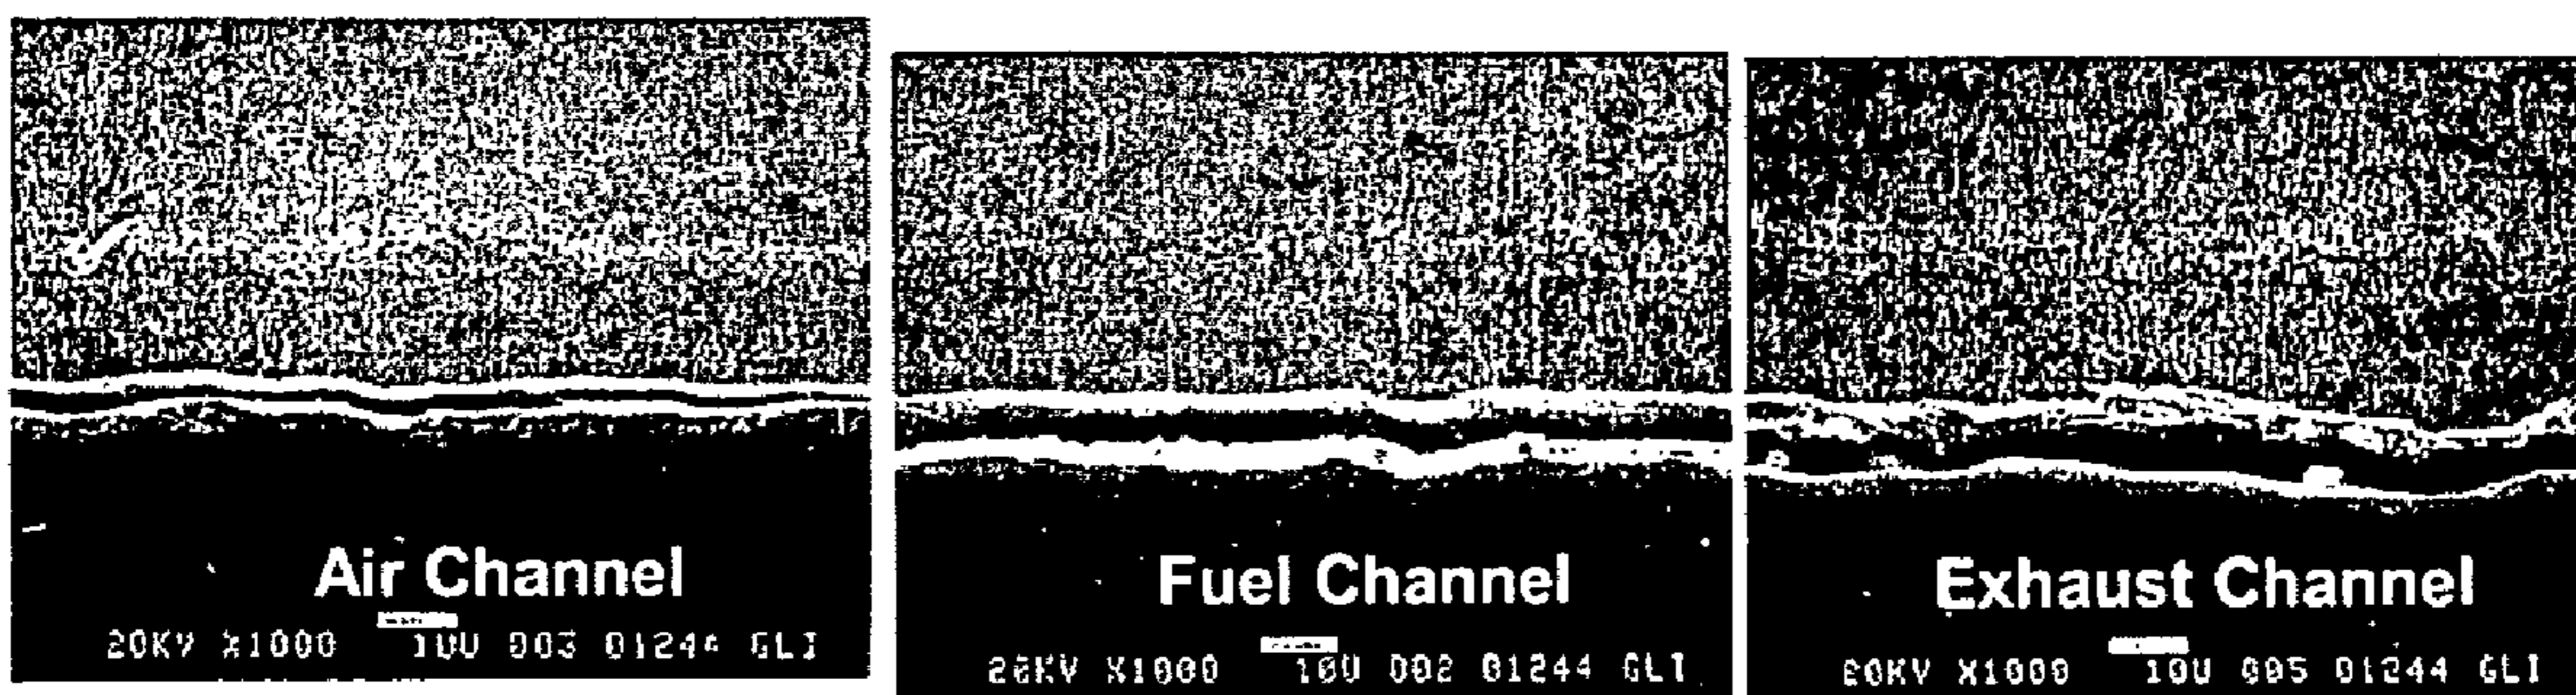 Air Channel
20KV X1000 10U 003 01244 GLI
Fuel Channel
20KV X1000 10U 002 01244 GLI
Exhaust Channel
20KV X1000 10U 005 01244 GLI